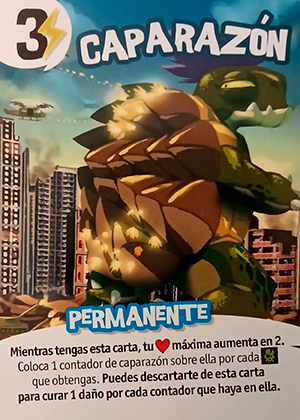 3
CAPARAZÓN
PERMANENTE
Mientras tengas esta carta, tu máxima aumenta en 2.
Coloca 1 contador de caparazón sobre ella por cada
que obtengas. Puedes descartarte de esta carta
para curar 1 daño por cada contador que haya en ella.